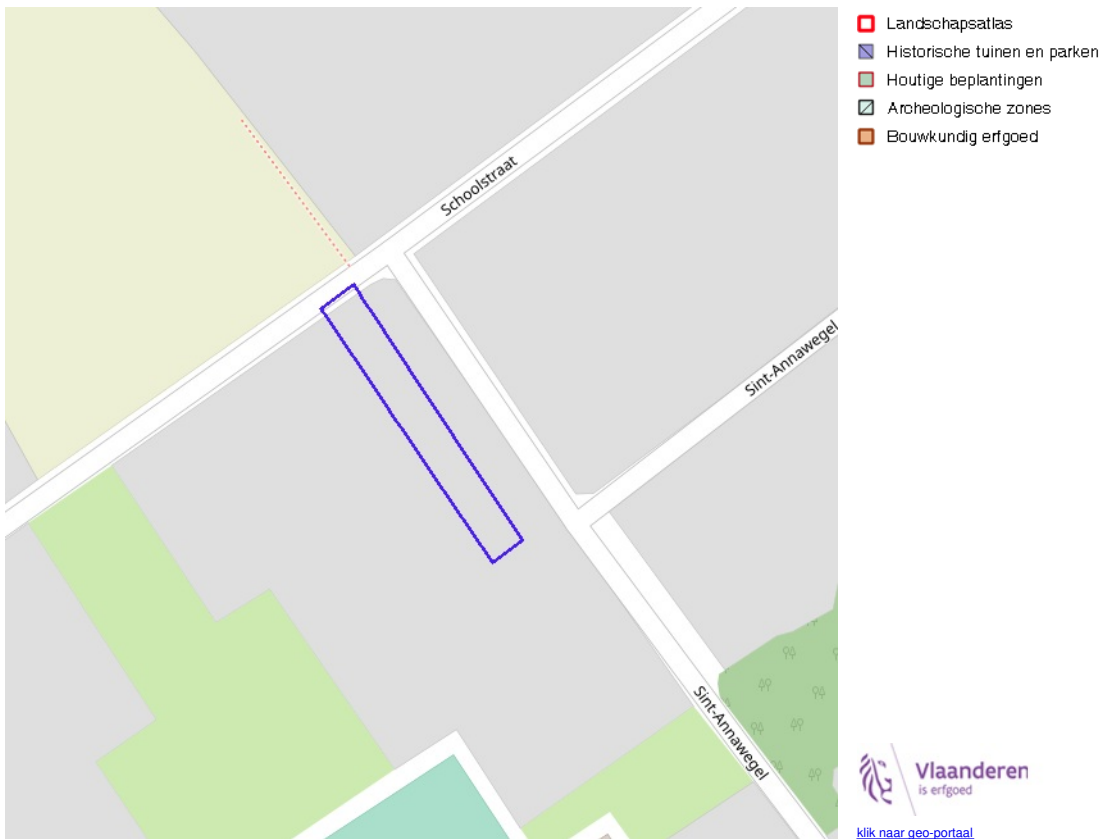 Landschapsatlas
Historische tuinen en parken
Houtige beplantingen
Archeologische zones
Bouwkundig erfgoed
Schoolstraat
Sint-Annawegel
Sint-Annawegel
Vlaanderen
is erfgoed
klik naar geo-portaal